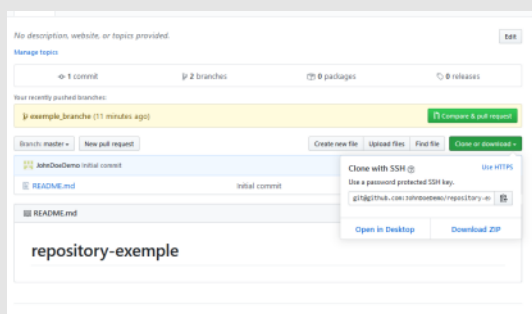 No description, website, or topics provided.
Edit
Manage topics
1 commit
2 branches
0 packages
0 releases
Your recently pushed branches:
exemple_branche (11 minutes ago)
Compare & pull request
Branch: master
New pull request
Create new file
Upload files
Find file
Clone or download
JohnDoeDemo Initial commit
Clone with SSH
Use HTTPS
Use a password protected SSH key.
README.md
Initial commit
git@github.com:JohnDoeDemo/repository-ex
README.md
Open in Desktop
Download ZIP
repository-exemple